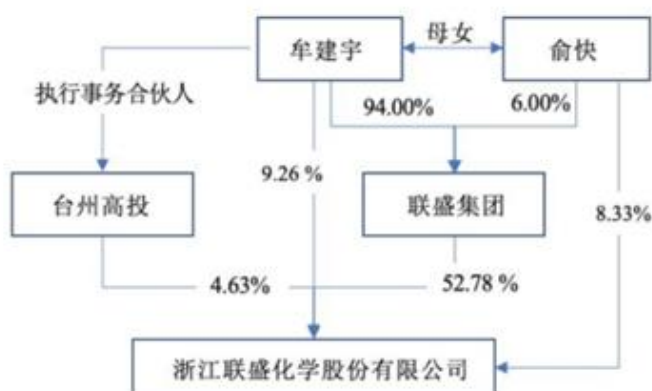 牟建宇
母女
俞快
执行事务合伙人
94.00%
6.00%
9.26 %
台州高投
联盛集团
8.33%
4.63%
52.78 %
浙江联盛化学股份有限公司